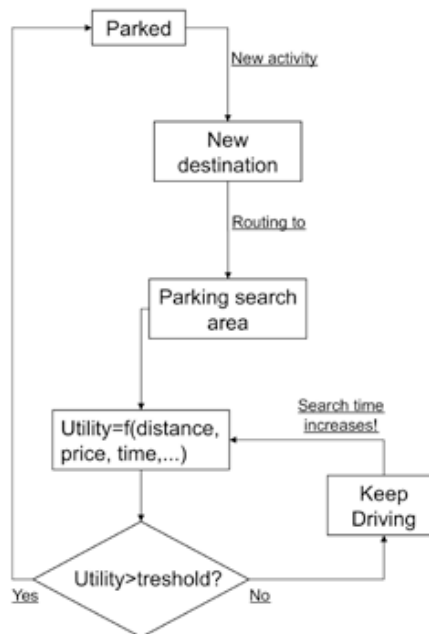 Parked
New activity
New
destination
Routing to
Parking search
area
Search time
increases!
Utility=f(distance,
price, time,...)
Keep
Driving
Utility>treshold?
Yes
No